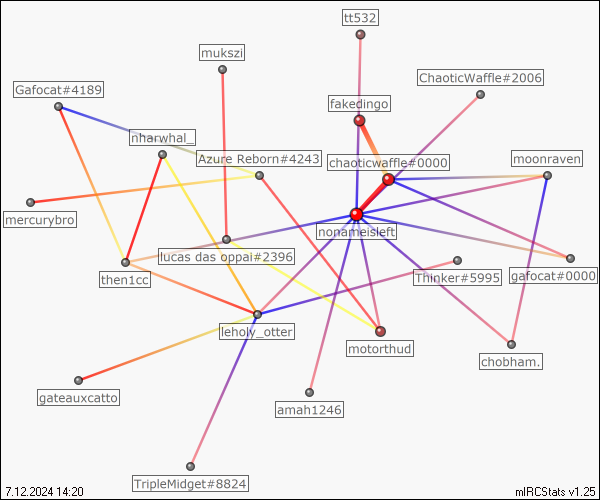 tt532
mukszi
ChaoticWaffle#2006
Gafocat#4189
fakedingo
nharwhal_
Azure Reborn#4243
chaoticwaffle#0000
moonraven
mercurybro
nonameisleft
lucas das oppai#2396
then1cc
Thinker#5995
gafocat#0000
leholy_otter
motorthud
chobham.
gateauxcatto
amah1246
TripleMidget#8824
7.12.2024 14:20
mIRCStats v1.25